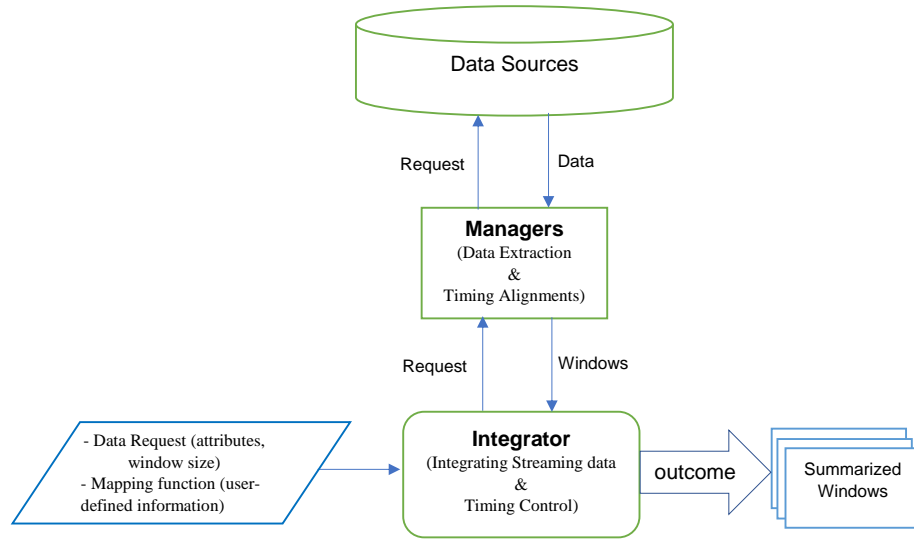 Data Sources
Request
Data
Managers
(Data Extraction
&
Timing Alignments)
Request
Windows
- Data Request (attributes,
window size)
- Mapping function (user-
defined information)
Integrator
(Integrating Streaming data
&
Timing Control)
outcome
Summarized
Windows